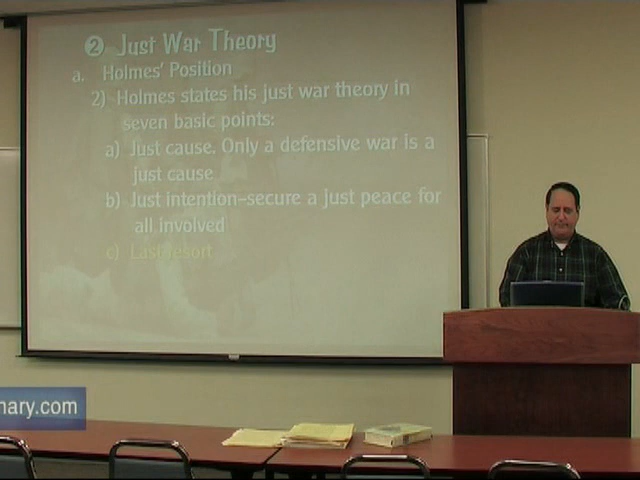 2 Just War Theory
a. Holmes' Position
2) Holmes states his just war theory in
seven basic points:
a) Just cause. Only a defensive war is a
just cause
b) Just intention-secure a just peace for
all involved
c) Last resort
nary.com